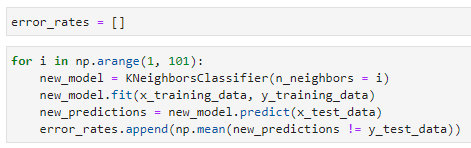 error_rates = []
for i in np.arange(1, 101):
    new_model = KNeighborsClassifier(n_neighbors = i)
    new_model.fit(x_training_data, y_training_data)
    new_predictions = new_model.predict(x_test_data)
    error_rates.append(np.mean(new_predictions != y_test_data))